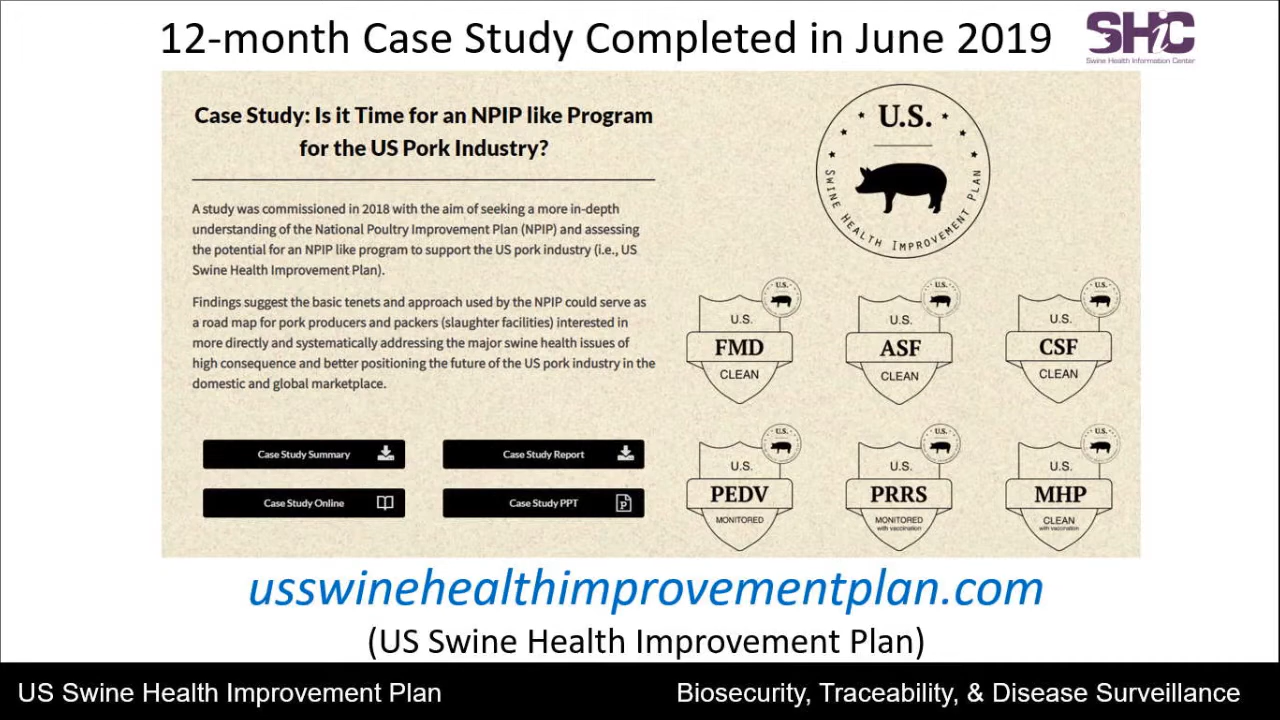 12-month Case Study Completed in June 2019
SHiC
Swine Health Information Center
Case Study: Is it Time for an NPIP like Program
for the US Pork Industry?
A study was commissioned in 2018 with the aim of seeking a more in-depth
understanding of the National Poultry Improvement Plan (NPIP) and assessing
the potential for an NPIP like program to support the US pork industry (i.e., US
Swine Health Improvement Plan).
Findings suggest the basic tenets and approach used by the NPIP could serve as
a road map for pork producers and packers (slaughter facilities) interested in
more directly and systematically addressing the major swine health issues of
high consequence and better positioning the future of the US pork industry in the
domestic and global marketplace.
Case Study Summary
Case Study Report
Case Study Online
Case Study PPT
P
U.S.
SWINE HEALTH IMPROVEMENT PLAN
U.S.
U.S.
FMD
CLEAN
U.S.
U.S.
ASF
CLEAN
U.S.
U.S.
CSF
CLEAN
U.S.
U.S.
PEDV
MONITORED
U.S.
U.S.
PRRS
MONITORED
with vaccination
U.S.
U.S.
MHP
CLEAN
with vaccination
usswinehealthimprovementplan.com
(US Swine Health Improvement Plan)
US Swine Health Improvement Plan
Biosecurity, Traceability, & Disease Surveillance